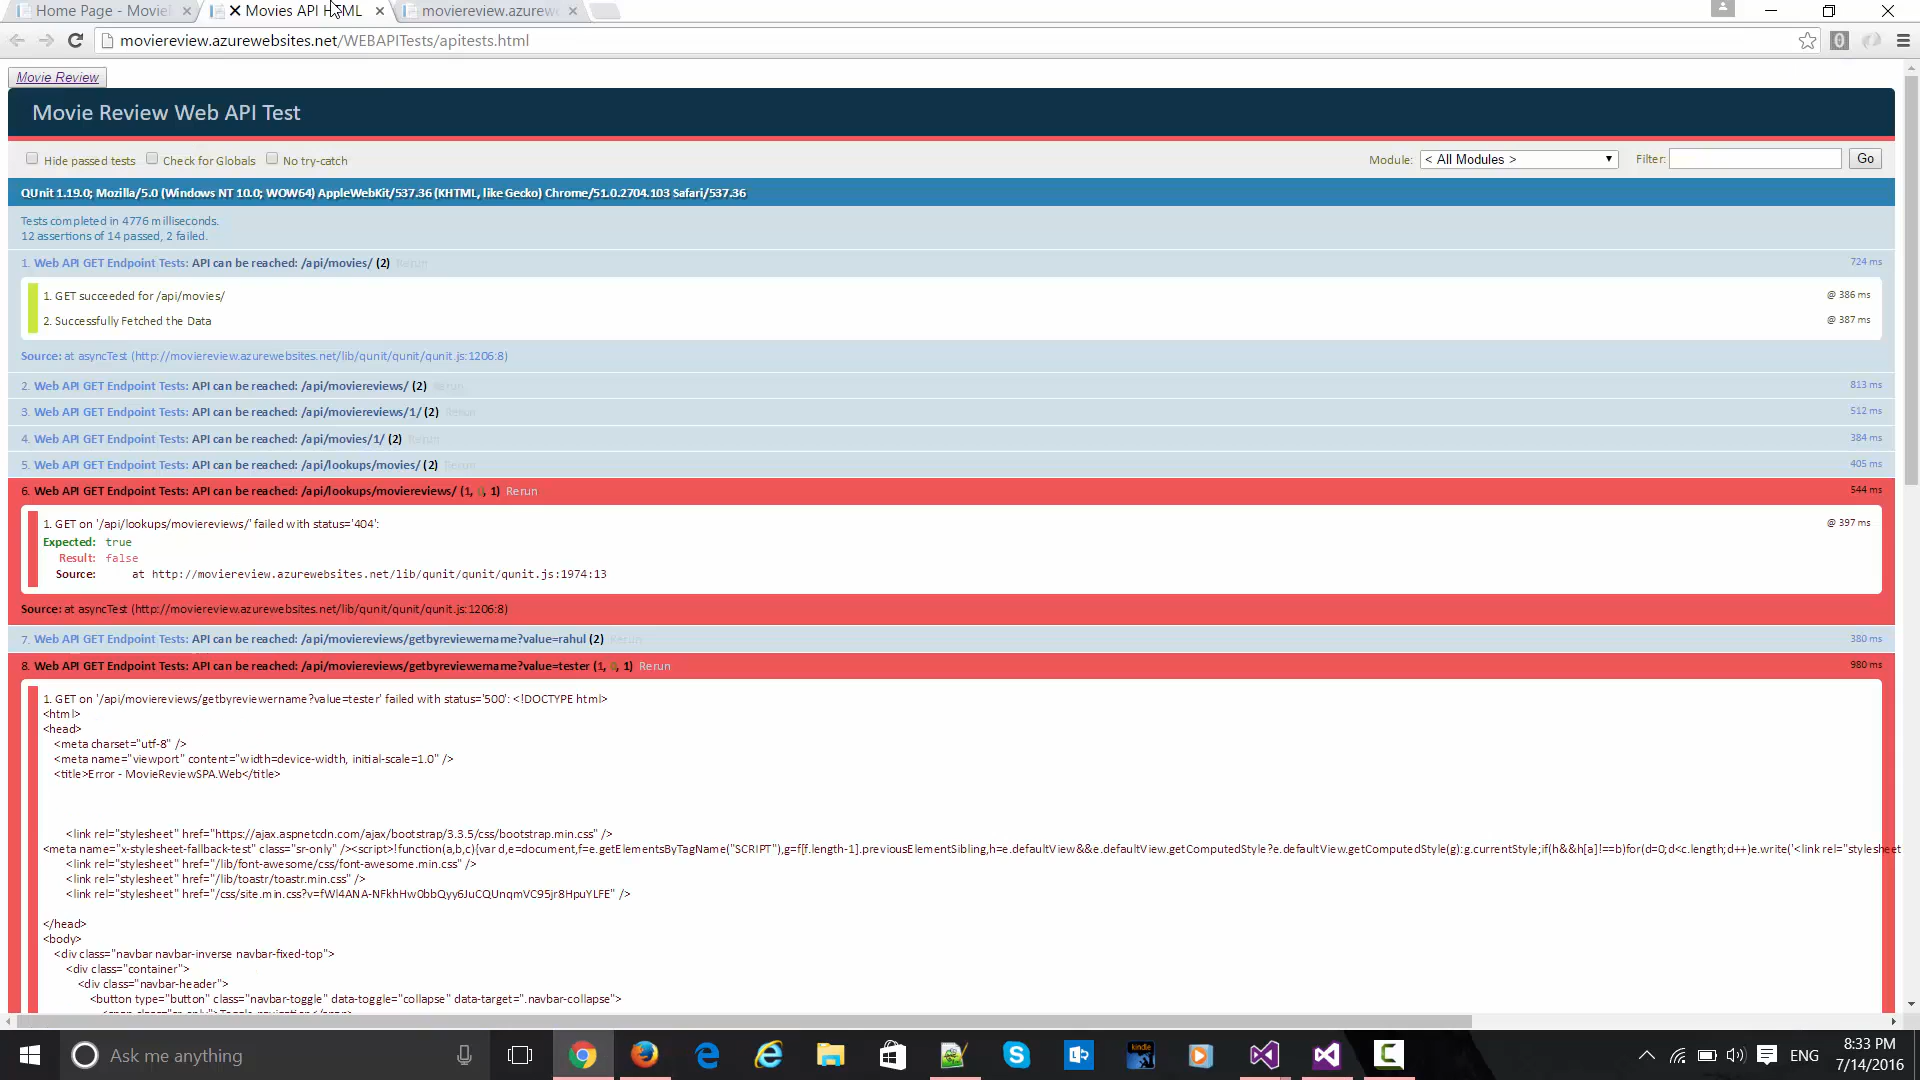 Home Page - Movie
✕ Movies API HTML
moviereview.azurew
moviereview.azurewebsites.net/WEBAPITests/apitests.html
Movie Review
Movie Review Web API Test
Hide passed tests Check for Globals No try-catch Module: < All Modules > Filter: Go
QUnit 1.19.0; Mozilla/5.0 (Windows NT 10.0; WOW64) AppleWebKit/537.36 (KHTML, like Gecko) Chrome/51.0.2704.103 Safari/537.36
Tests completed in 4776 milliseconds.
12 assertions of 14 passed, 2 failed.
1. Web API GET Endpoint Tests: API can be reached: /api/movies/ (2) Rerun 724 ms
1. GET succeeded for /api/movies/ @ 386 ms
2. Successfully Fetched the Data @ 387 ms
Source: at asyncTest (http://moviereview.azurewebsites.net/lib/qunit/qunit/qunit.js:1206:8)
2. Web API GET Endpoint Tests: API can be reached: /api/moviereviews/ (2) Rerun 813 ms
3. Web API GET Endpoint Tests: API can be reached: /api/moviereviews/1/ (2) Rerun 512 ms
4. Web API GET Endpoint Tests: API can be reached: /api/movies/1/ (2) Rerun 384 ms
5. Web API GET Endpoint Tests: API can be reached: /api/lookups/movies/ (2) Rerun 405 ms
6. Web API GET Endpoint Tests: API can be reached: /api/lookups/moviereviews/ (1, , 1) Rerun 544 ms
1. GET on '/api/lookups/moviereviews/' failed with status='404': @ 397 ms
Expected: true
Result: false
Source: at http://moviereview.azurewebsites.net/lib/qunit/qunit/qunit.js:1974:13
Source: at asyncTest (http://moviereview.azurewebsites.net/lib/qunit/qunit/qunit.js:1206:8)
7. Web API GET Endpoint Tests: API can be reached: /api/moviereviews/getbyreviewername?value=rahul (2) Rerun 380 ms
8. Web API GET Endpoint Tests: API can be reached: /api/moviereviews/getbyreviewername?value=tester (1, , 1) Rerun 980 ms
1. GET on '/api/moviereviews/getbyreviewername?value=tester' failed with status='500': <!DOCTYPE html>
<html>
<head>
<meta charset="utf-8" />
<meta name="viewport" content="width=device-width, initial-scale=1.0" />
<title>Error - MovieReviewSPA.Web</title>
<link rel="stylesheet" href="https://ajax.aspnetcdn.com/ajax/bootstrap/3.3.5/css/bootstrap.min.css" />
<meta name="x-stylesheet-fallback-test" class="sr-only" /><script>!function(a,b,c){var d,e=document,f=e.getElementsByTagName("SCRIPT"),g=f[f.length-1].previousElementSibling,h=e.defaultView&&e.defaultView.getComputedStyle?e.defaultView.getComputedStyle(g):g.currentStyle;if(h&&h[a]!==b)for(d=0;d<c.length;d++)e.write('<link rel="stylesheet
<link rel="stylesheet" href="/lib/font-awesome/css/font-awesome.min.css" />
<link rel="stylesheet" href="/lib/toastr/toastr.min.css" />
<link rel="stylesheet" href="/css/site.min.css?v=fWl4ANA-NFkhHw0bbQyy6JuCQUnqmVC95jr8HpuYLFE" />
</head>
<body>
<div class="navbar navbar-inverse navbar-fixed-top">
<div class="container">
<div class="navbar-header">
<button type="button" class="navbar-toggle" data-toggle="collapse" data-target=".navbar-collapse">
Ask me anything
kindle
ENG
8:33 PM
7/14/2016